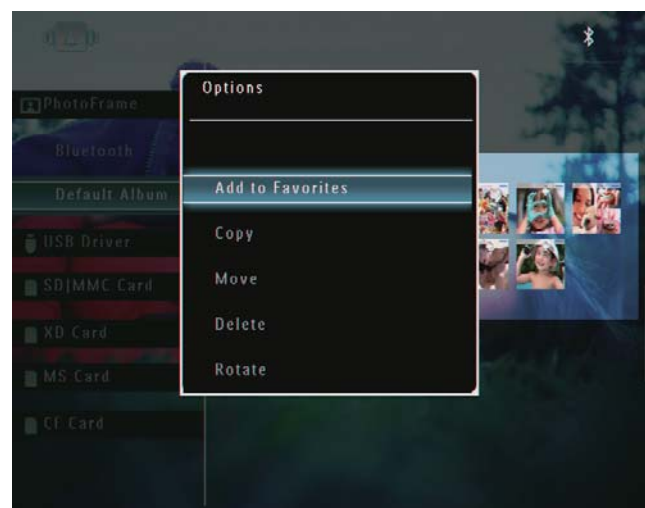 Options
Add to Favorites
Copy
Move
Delete
Rotate
PhotoFrame
Bluetooth
Default Album
USB Driver
SD|MMC Card
XD Card
MS Card
CF Card